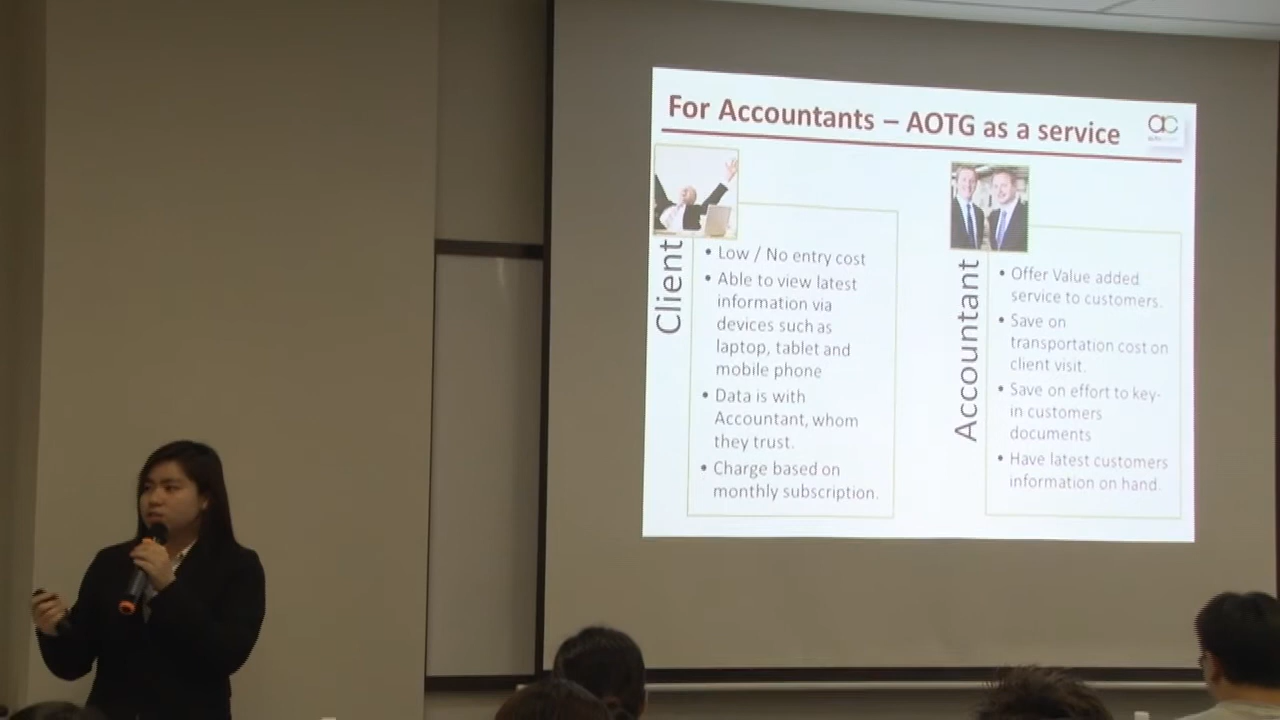 For Accountants – AOTG as a service
ac
Client
• Low / No entry cost
• Able to view latest
information via
devices such as
laptop, tablet and
mobile phone
• Data is with
Accountant, whom
they trust.
• Charge based on
monthly subscription.
Accountant
• Offer Value added
service to customers.
• Save on
transportation cost on
client visit.
• Save on effort to key-
in customers
documents
• Have latest customers
information on hand.